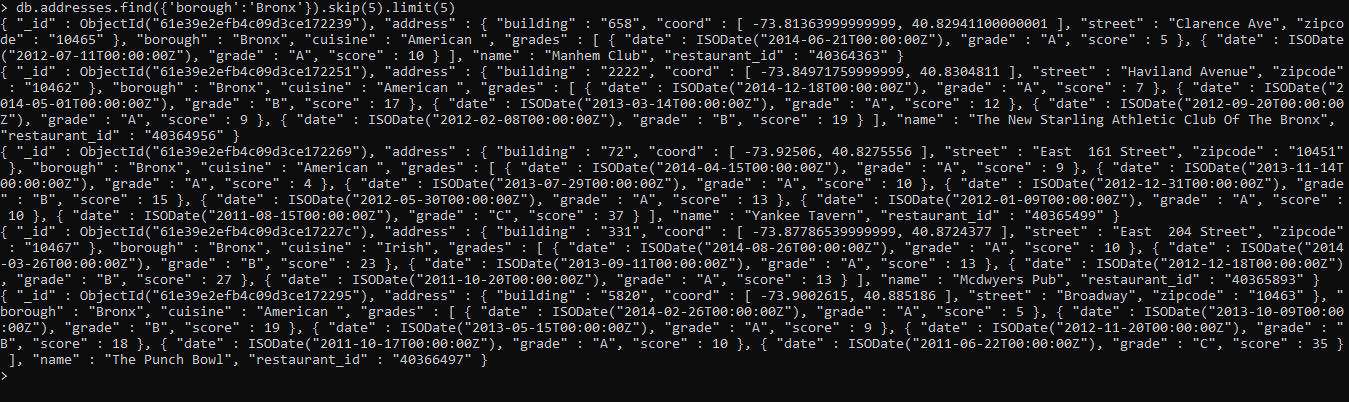 > db.addresses.find({'borough':'Bronx'}).skip(5).limit(5)
{ "_id" : ObjectId("61e39e2efb4c09d3ce172239"), "address" : { "building" : "658", "coord" : [ -73.81363999999999, 40.82941100000001 ], "street" : "Clarence Ave", "zipcod
e" : "10465" }, "borough" : "Bronx", "cuisine" : "American ", "grades" : [ { "date" : ISODate("2014-06-21T00:00:00Z"), "grade" : "A", "score" : 5 }, { "date" : ISODate
("2012-07-11T00:00:00Z"), "grade" : "A", "score" : 10 } ], "name" : "Manhem Club", "restaurant_id" : "40364363" }
{ "_id" : ObjectId("61e39e2efb4c09d3ce172251"), "address" : { "building" : "2222", "coord" : [ -73.84971759999999, 40.8304811 ], "street" : "Haviland Avenue", "zipcode"
 : "10462" }, "borough" : "Bronx", "cuisine" : "American ", "grades" : [ { "date" : ISODate("2014-12-18T00:00:00Z"), "grade" : "A", "score" : 7 }, { "date" : ISODate("2
014-05-01T00:00:00Z"), "grade" : "B", "score" : 17 }, { "date" : ISODate("2013-03-14T00:00:00Z"), "grade" : "A", "score" : 12 }, { "date" : ISODate("2012-09-20T00:00:00
Z"), "grade" : "A", "score" : 9 }, { "date" : ISODate("2012-02-08T00:00:00Z"), "grade" : "B", "score" : 19 } ], "name" : "The New Starling Athletic Club Of The Bronx",
"restaurant_id" : "40364956" }
{ "_id" : ObjectId("61e39e2efb4c09d3ce172269"), "address" : { "building" : "72", "coord" : [ -73.92506, 40.8275556 ], "street" : "East  161 Street", "zipcode" : "10451"
 }, "borough" : "Bronx", "cuisine" : "American ", "grades" : [ { "date" : ISODate("2014-04-15T00:00:00Z"), "grade" : "A", "score" : 9 }, { "date" : ISODate("2013-11-14T
00:00:00Z"), "grade" : "A", "score" : 4 }, { "date" : ISODate("2013-07-29T00:00:00Z"), "grade" : "A", "score" : 10 }, { "date" : ISODate("2012-12-31T00:00:00Z"), "grade
" : "B", "score" : 15 }, { "date" : ISODate("2012-05-30T00:00:00Z"), "grade" : "A", "score" : 13 }, { "date" : ISODate("2012-01-09T00:00:00Z"), "grade" : "A", "score" :
 10 }, { "date" : ISODate("2011-08-15T00:00:00Z"), "grade" : "C", "score" : 37 } ], "name" : "Yankee Tavern", "restaurant_id" : "40365499" }
{ "_id" : ObjectId("61e39e2efb4c09d3ce17227c"), "address" : { "building" : "331", "coord" : [ -73.87786539999999, 40.8724377 ], "street" : "East  204 Street", "zipcode"
 : "10467" }, "borough" : "Bronx", "cuisine" : "Irish", "grades" : [ { "date" : ISODate("2014-08-26T00:00:00Z"), "grade" : "A", "score" : 10 }, { "date" : ISODate("2014
-03-26T00:00:00Z"), "grade" : "B", "score" : 23 }, { "date" : ISODate("2013-09-11T00:00:00Z"), "grade" : "A", "score" : 13 }, { "date" : ISODate("2012-12-18T00:00:00Z")
, "grade" : "B", "score" : 27 }, { "date" : ISODate("2011-10-20T00:00:00Z"), "grade" : "A", "score" : 13 } ], "name" : "Mcdwyers Pub", "restaurant_id" : "40365893" }
{ "_id" : ObjectId("61e39e2efb4c09d3ce172295"), "address" : { "building" : "5820", "coord" : [ -73.9002615, 40.885186 ], "street" : "Broadway", "zipcode" : "10463" }, "
borough" : "Bronx", "cuisine" : "American ", "grades" : [ { "date" : ISODate("2014-02-26T00:00:00Z"), "grade" : "A", "score" : 5 }, { "date" : ISODate("2013-10-09T00:00
:00Z"), "grade" : "B", "score" : 19 }, { "date" : ISODate("2013-05-15T00:00:00Z"), "grade" : "A", "score" : 9 }, { "date" : ISODate("2012-11-20T00:00:00Z"), "grade" : "
B", "score" : 18 }, { "date" : ISODate("2011-10-17T00:00:00Z"), "grade" : "A", "score" : 10 }, { "date" : ISODate("2011-06-22T00:00:00Z"), "grade" : "C", "score" : 35 }
 ], "name" : "The Punch Bowl", "restaurant_id" : "40366497" }
>